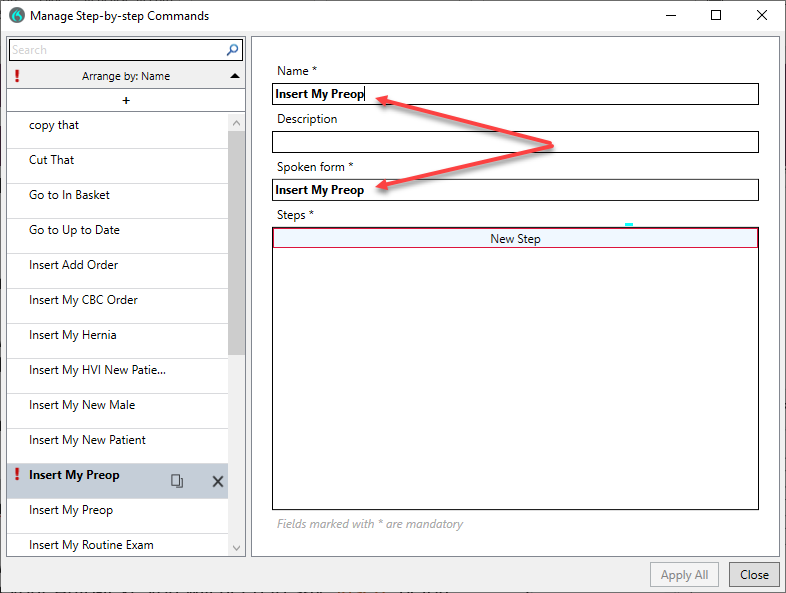 Manage Step-by-step Commands
Search
Arrange by: Name
+
copy that
Cut That
Go to In Basket
Go to Up to Date
Insert Add Order
Insert My CBC Order
Insert My Hernia
Insert My HVI New Patie...
Insert My New Male
Insert My New Patient
! Insert My Preop
Insert My Preop
Insert My Routine Exam
Name *
Insert My Preop
Description
Spoken form *
Insert My Preop
Steps *
New Step
Fields marked with * are mandatory
Apply All
Close